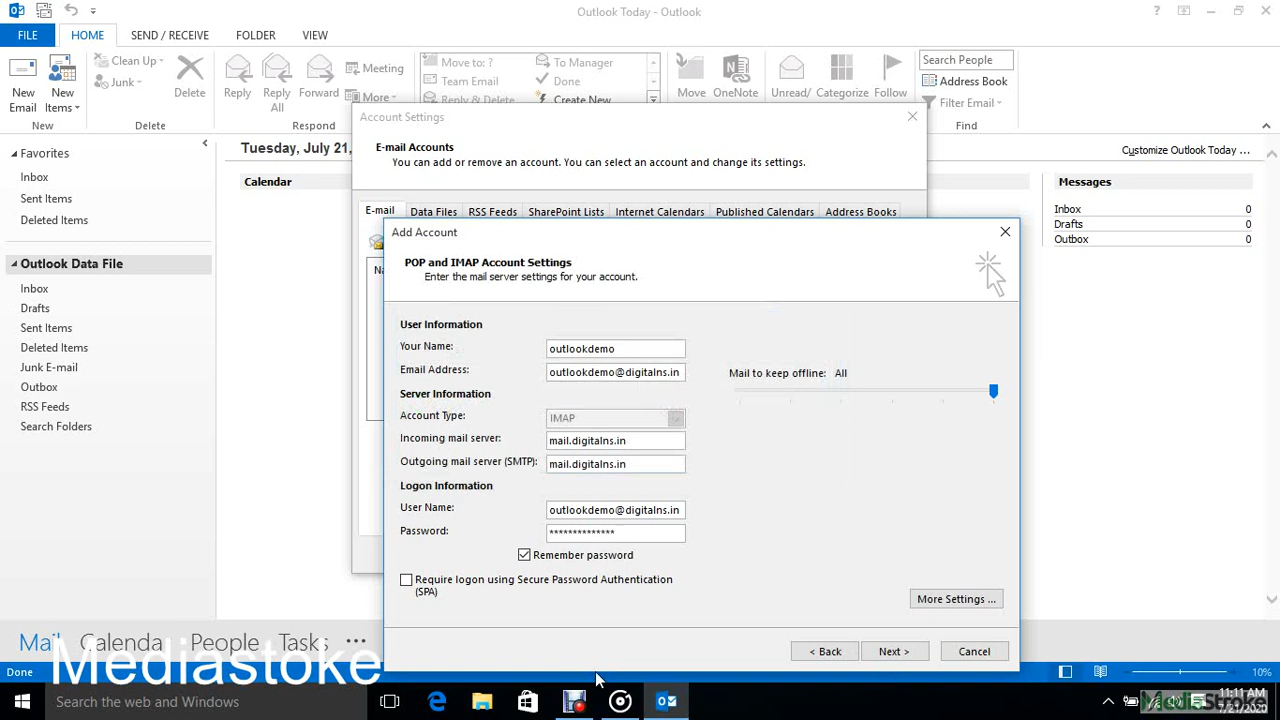 Outlook Today - Outlook
FILE HOME SEND / RECEIVE FOLDER VIEW
New Email
New Items
Clean Up
Junk
Delete
Reply
Reply All
Forward
Meeting
More
Move to: ?
Team Email
Reply & Delete
To Manager
Done
Create New
Move
OneNote
Unread/
Categorize
Follow
Search People
Address Book
Filter Email
New Delete Respond Find
Favorites
Inbox
Sent Items
Deleted Items
Outlook Data File
Inbox
Drafts
Sent Items
Deleted Items
Junk E-mail
Outbox
RSS Feeds
Search Folders
Tuesday, July 21,
Customize Outlook Today ...
Calendar
Messages
Inbox 0
Drafts 0
Outbox 0
Account Settings
E-mail Accounts
You can add or remove an account. You can select an account and change its settings.
E-mail Data Files RSS Feeds SharePoint Lists Internet Calendars Published Calendars Address Books
Add Account
POP and IMAP Account Settings
Enter the mail server settings for your account.
User Information
Your Name: outlookdemo
Email Address: outlookdemo@digitalns.in
Mail to keep offline: All
Server Information
Account Type: IMAP
Incoming mail server: mail.digitalns.in
Outgoing mail server (SMTP): mail.digitalns.in
Logon Information
User Name: outlookdemo@digitalns.in
Password: **************
Remember password
Require logon using Secure Password Authentication
(SPA)
More Settings ...
< Back Next > Cancel
Mail Calenda People Tasks •••
Mediastoke
Done 10%
Search the web and Windows
11:11 AM
7/21/2020
MediaStroke